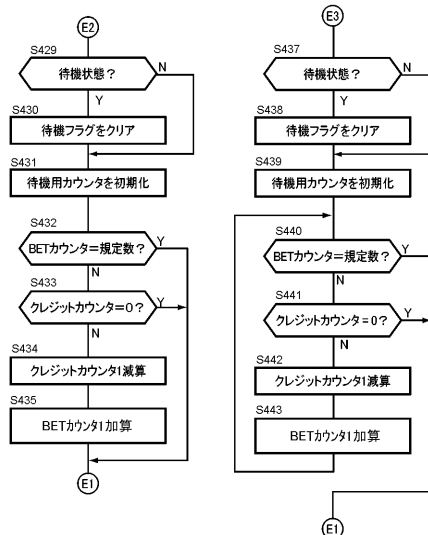 E2
S429
待機状態？
N
Y
S430
待機フラグをクリア
S431
待機用カウンタを初期化
S432
BETカウンタ=規定数？
Y
N
S433
クレジットカウンタ=0？
Y
N
S434
クレジットカウンタ1減算
S435
BETカウンタ1加算
E1
E3
S437
待機状態？
N
Y
S438
待機フラグをクリア
S439
待機用カウンタを初期化
S440
BETカウンタ=規定数？
Y
N
S441
クレジットカウンタ=0？
Y
N
S442
クレジットカウンタ1減算
S443
BETカウンタ1加算
E1